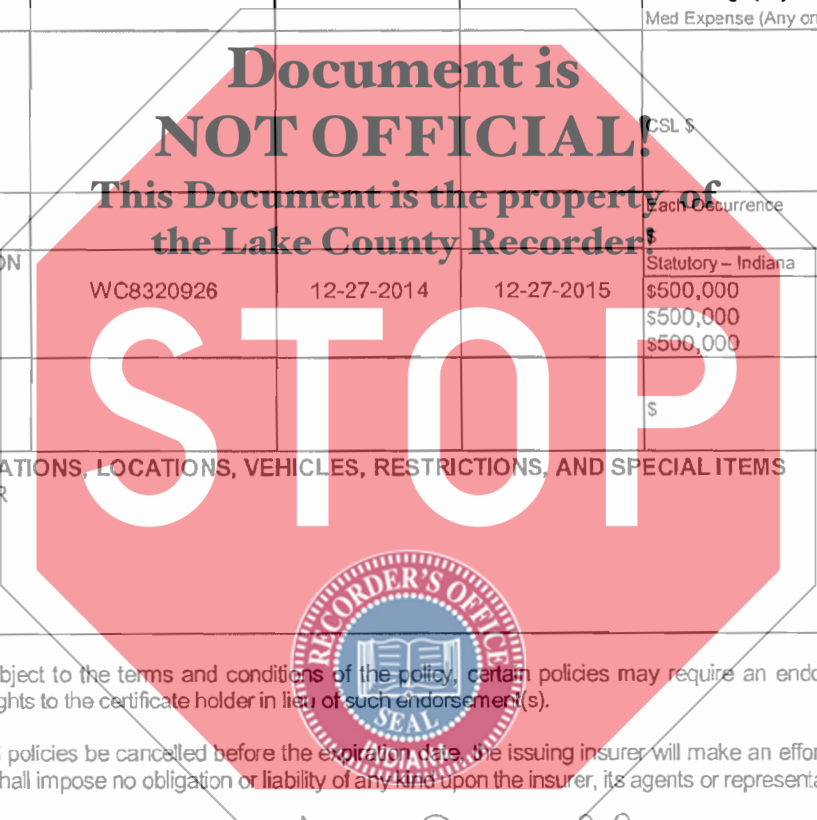 Med Expense (Any on
Document is
NOT OFFICIAL!
CSL $
This Document is the property of
Each Occurrence
the Lake County Recorder!
$
ON
Statutory – Indiana
WC8320926 12-27-2014 12-27-2015 $500,000
$500,000
$500,000
STOP
$
ATIONS, LOCATIONS, VEHICLES, RESTRICTIONS, AND SPECIAL ITEMS
R
RECORDER'S OFFICE
SEAL
INDIANA
bject to the terms and conditions of the policy, certain policies may require an endo
ghts to the certificate holder in lieu of such endorsement(s).
policies be cancelled before the expiration date, the issuing insurer will make an effor
hall impose no obligation or liability of any kind upon the insurer, its agents or representa